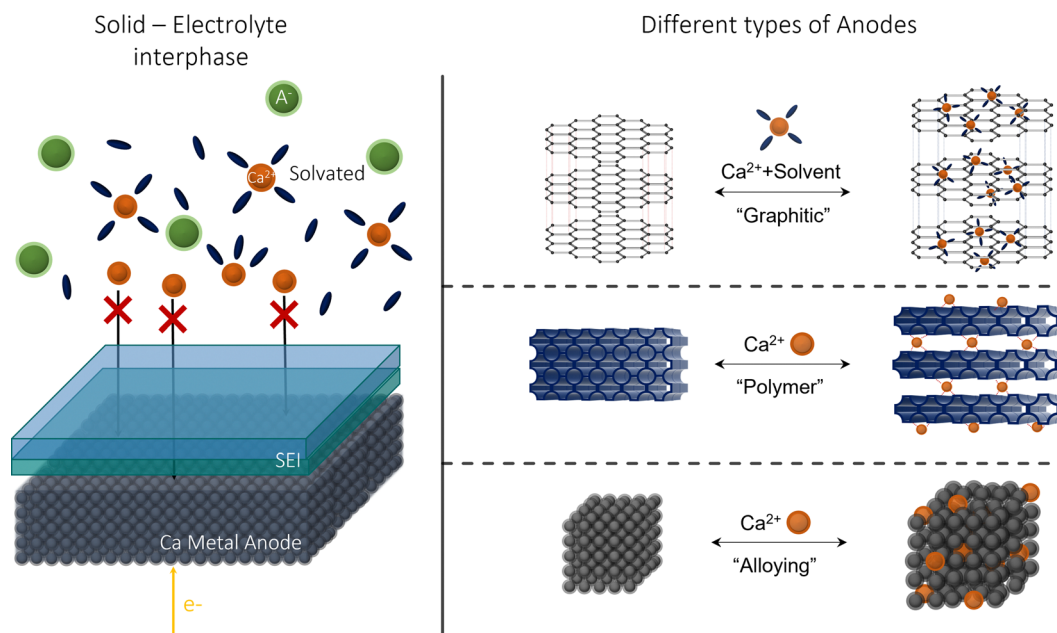 Solid – Electrolyte
interphase
A-
Ca2+
Solvated
SEI
Ca Metal Anode
e-
Different types of Anodes
Ca2++Solvent
“Graphitic”
Ca2+
“Polymer”
Ca2+
“Alloying”